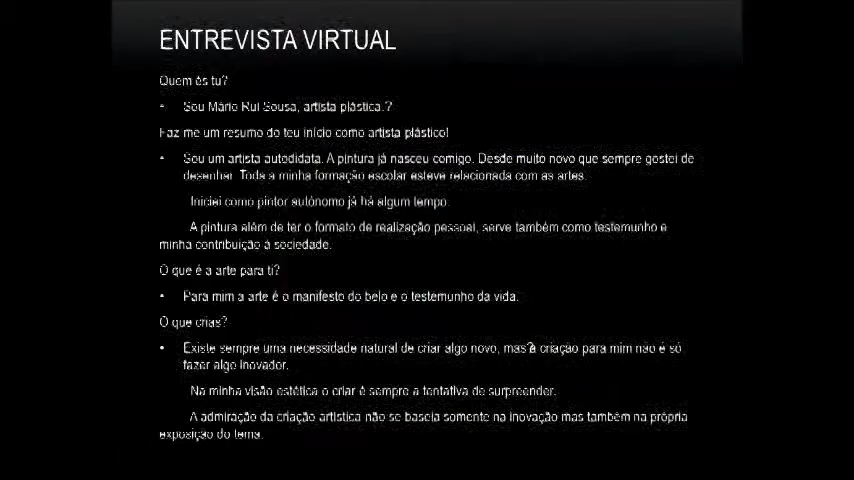 ENTREVISTA VIRTUAL
Quem és tu?
• Sou Mário Rui Sousa, artista plástica.?
Faz me um resumo do teu início como artista plástico!
• Sou um artista autodidata. A pintura já nasceu comigo. Desde muito novo que sempre gostei de
desenhar. Toda a minha formação escolar esteve relacionada com as artes.
Iniciei como pintor autónomo já há algum tempo.
A pintura além de ter o formato de realização pessoal, serve também como testemunho e
minha contribuição à sociedade.
O que é a arte para ti?
• Para mim a arte é o manifesto do belo e o testemunho da vida.
O que crias?
• Existe sempre uma necessidade natural de criar algo novo, mas?a criação para mim não é só
fazer algo inovador.
Na minha visão estética o criar é sempre a tentativa de surpreender.
A admiração da criação artística não se baseia somente na inovação mas também na própria
exposição do tema.